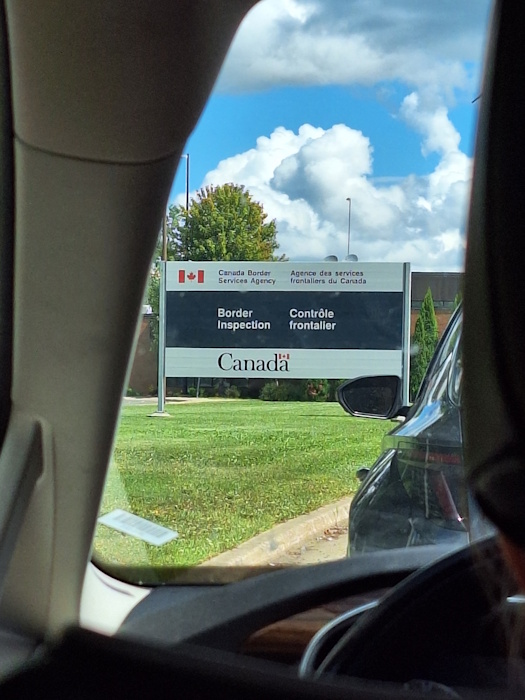 Canada Border
Services Agency
Agence des services
frontaliers du Canada
Border
Inspection
Contrôle
frontalier
Canada